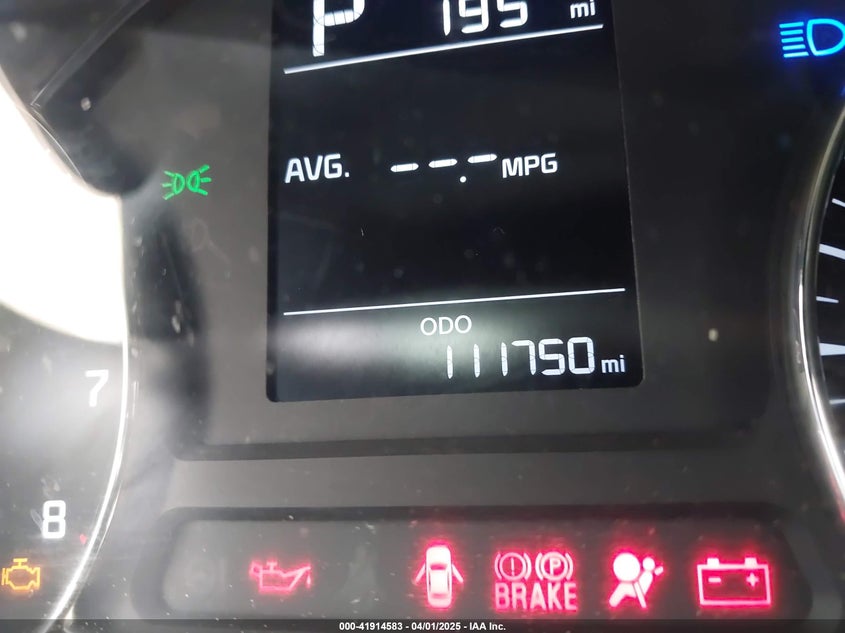 P 195 mi
AVG. --.- MPG
ODO
111750 mi
7
8
(!) (P)
BRAKE
- +
000-41914583 / 04/01/2025 - IAA Inc.